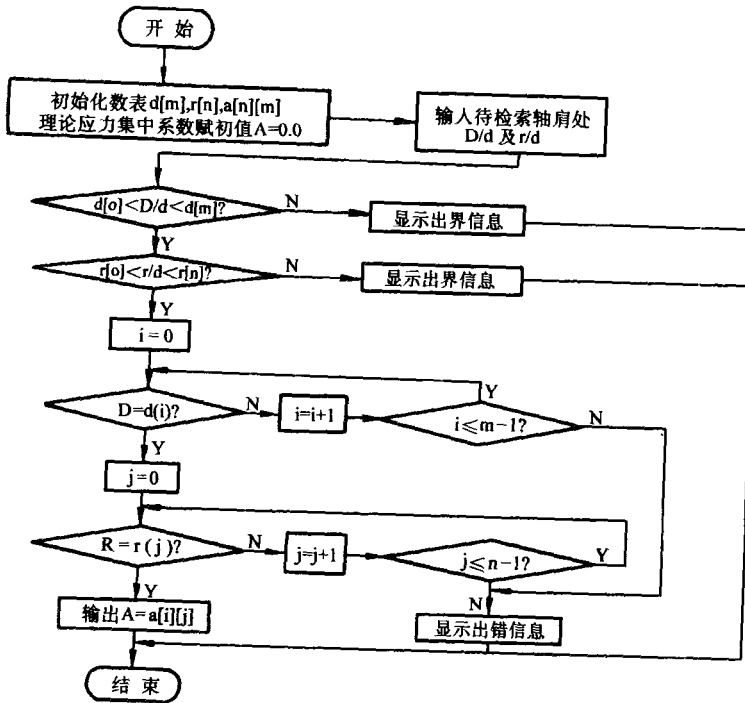 开 始
初始化数表d[m],r[n],a[n][m]
理论应力集中系数赋初值A=0.0
输人待检索轴肩处
D/d 及 r/d
d[o]<D/d<d[m]?
N
显示出界信息
Y
r[o]<r/d<r[n]?
N
显示出界信息
Y
i=0
Y
D=d(i)?
N
i=i+1
i≤m-1?
N
Y
j=0
R=r(j)?
N
j=j+1
j≤n-1?
Y
Y
N
输出A=a[i][j]
显示出错信息
结 束